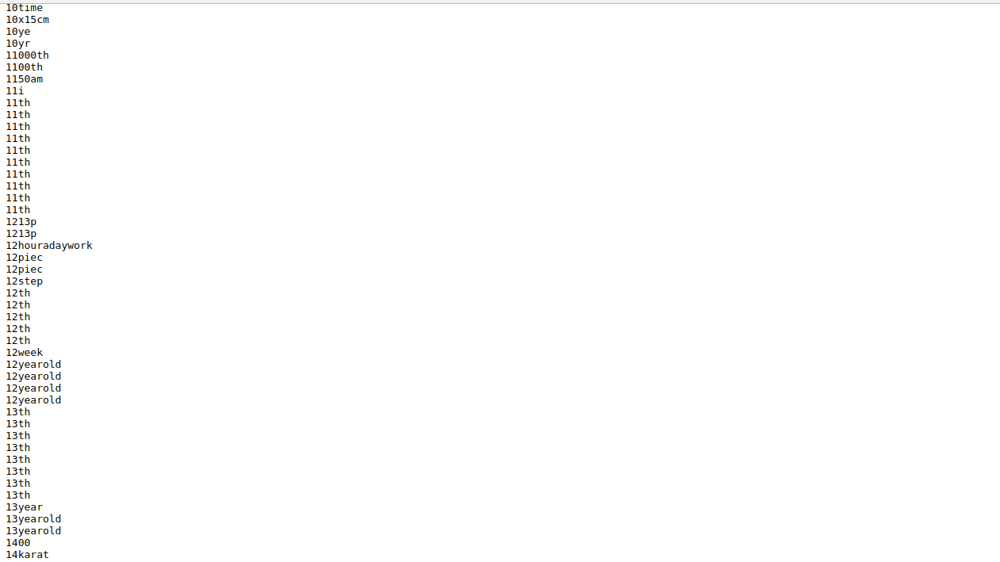 10time
10x15cm
10ye
10yr
11000th
1100th
1150am
11i
11th
11th
11th
11th
11th
11th
11th
11th
11th
11th
1213p
1213p
12houradaywork
12piec
12piec
12step
12th
12th
12th
12th
12th
12week
12yearold
12yearold
12yearold
12yearold
13th
13th
13th
13th
13th
13th
13th
13th
13year
13yearold
13yearold
1400
14karat